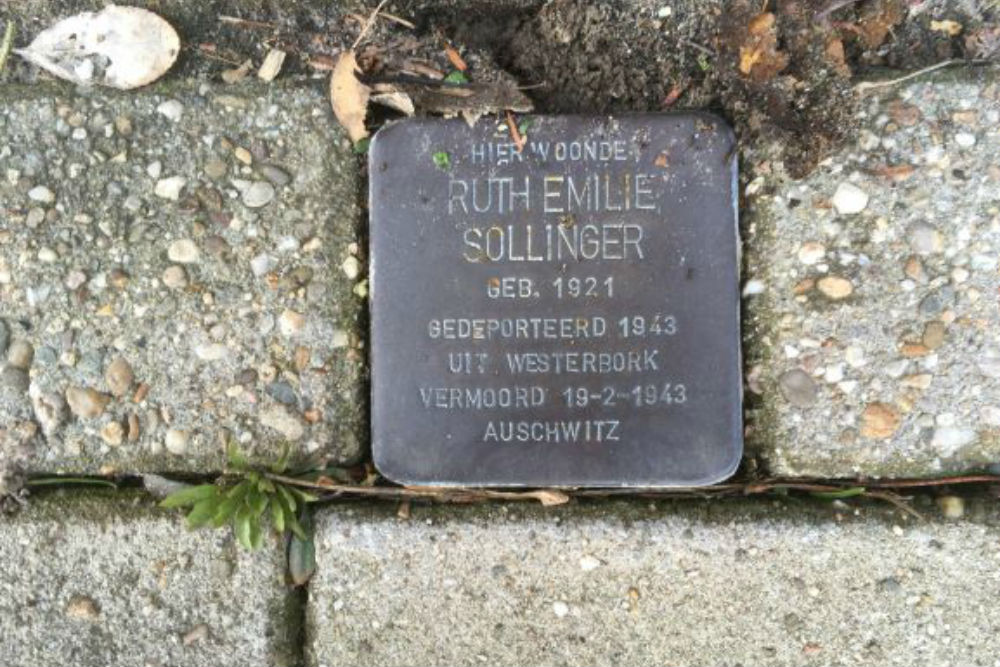 HIER WOONDE
RUTH EMILIE
SOLLINGER
GEB. 1921
GEDEPORTEERD 1943
UIT WESTERBORK
VERMOORD 19-2-1943
AUSCHWITZ